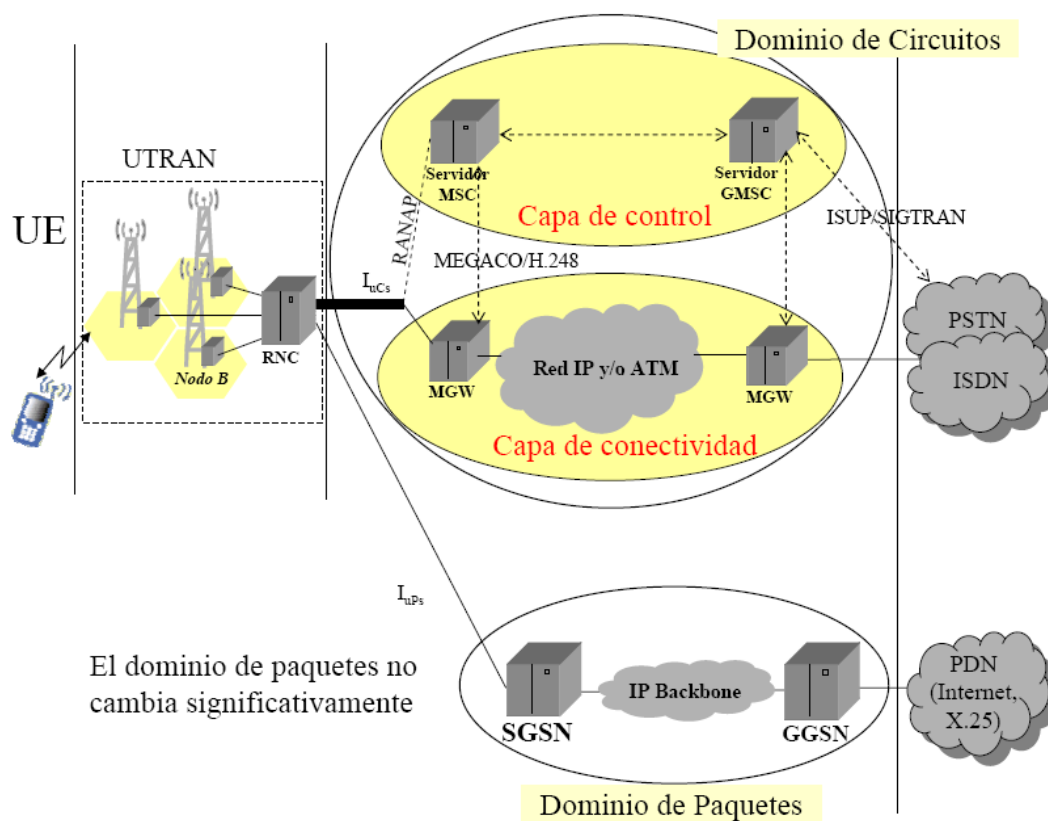 Dominio de Circuitos
UTRAN
UE
Servidor
MSC
Servidor
GMSC
Capa de control
RANAP
ISUP/SIGTRAN
MEGACO/H.248
IuCs
RNC
Nodo B
MGW
Red IP y/o ATM
MGW
PSTN
ISDN
Capa de conectividad
IuPs
El dominio de paquetes no
cambia significativamente
SGSN
IP Backbone
GGSN
PDN
(Internet,
X.25)
Dominio de Paquetes